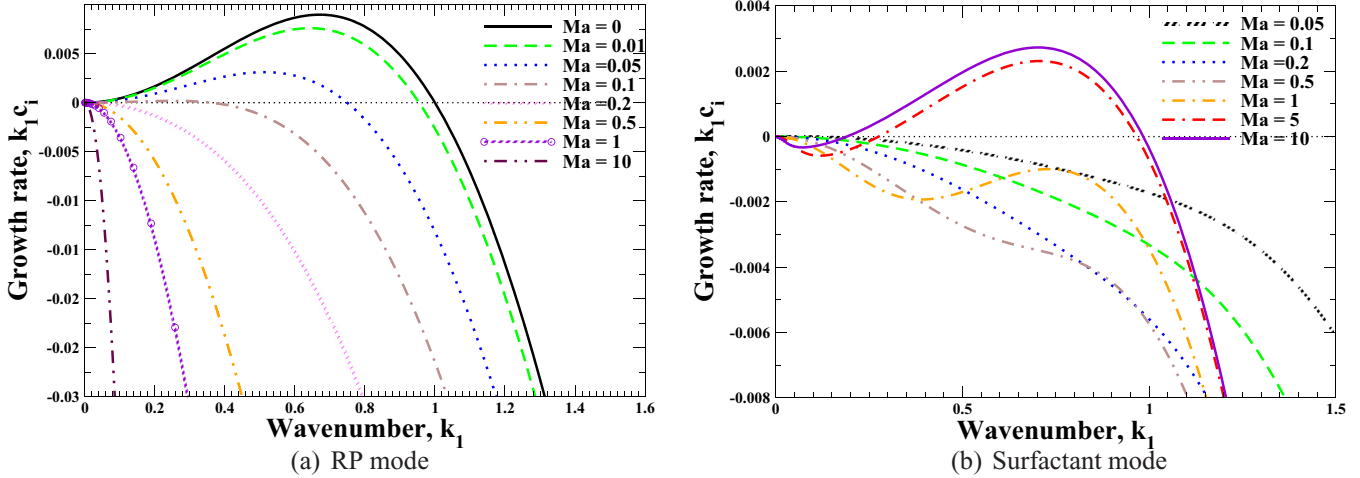 Growth rate, k1ci
0.005
0
-0.005
-0.01
-0.01
-0.02
-0.02
-0.03
0 0.2 0.4 0.6 0.8 1 1.2 1.4 1.6
Wavenumber, k1
Ma = 0
Ma = 0.01
Ma =0.05
Ma = 0.1
Ma = 0.2
Ma = 0.5
Ma = 1
Ma = 10
(a) RP mode
Growth rate, k1ci
0.004
0.002
0
-0.002
-0.004
-0.006
-0.008
0 0.5 1 1.5
Wavenumber, k1
Ma = 0.05
Ma = 0.1
Ma = 0.2
Ma = 0.5
Ma = 1
Ma = 5
Ma = 10
(b) Surfactant mode